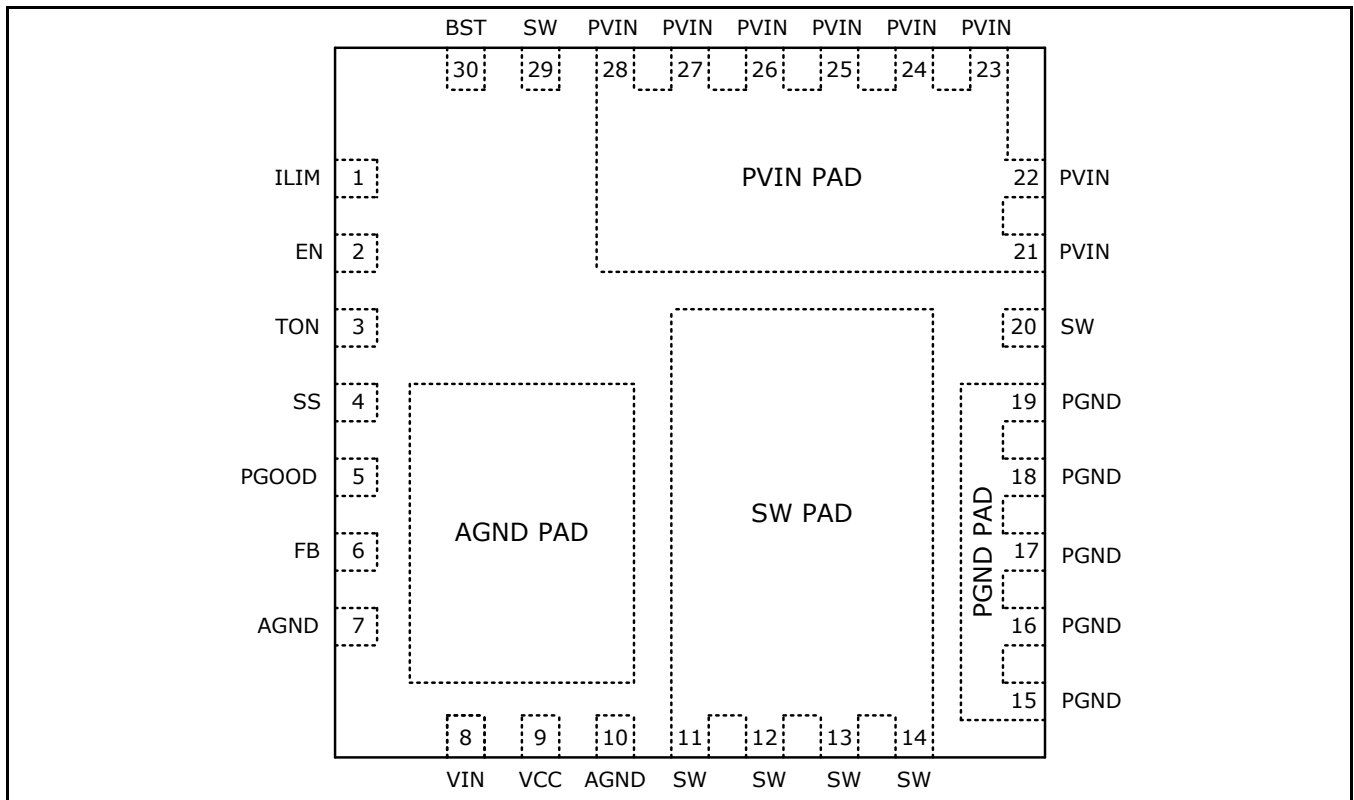 BST SW PVIN PVIN PVIN PVIN PVIN PVIN
30 29 28 27 26 25 24 23
ILIM 1
PVIN PAD
22 PVIN
EN 2
21 PVIN
TON 3
20 SW
SS 4
19 PGND
PGOOD 5
18 PGND
AGND PAD
SW PAD
PGND PAD
FB 6
17 PGND
AGND 7
16 PGND
15 PGND
8 9 10 11 12 13 14
VIN VCC AGND SW SW SW SW